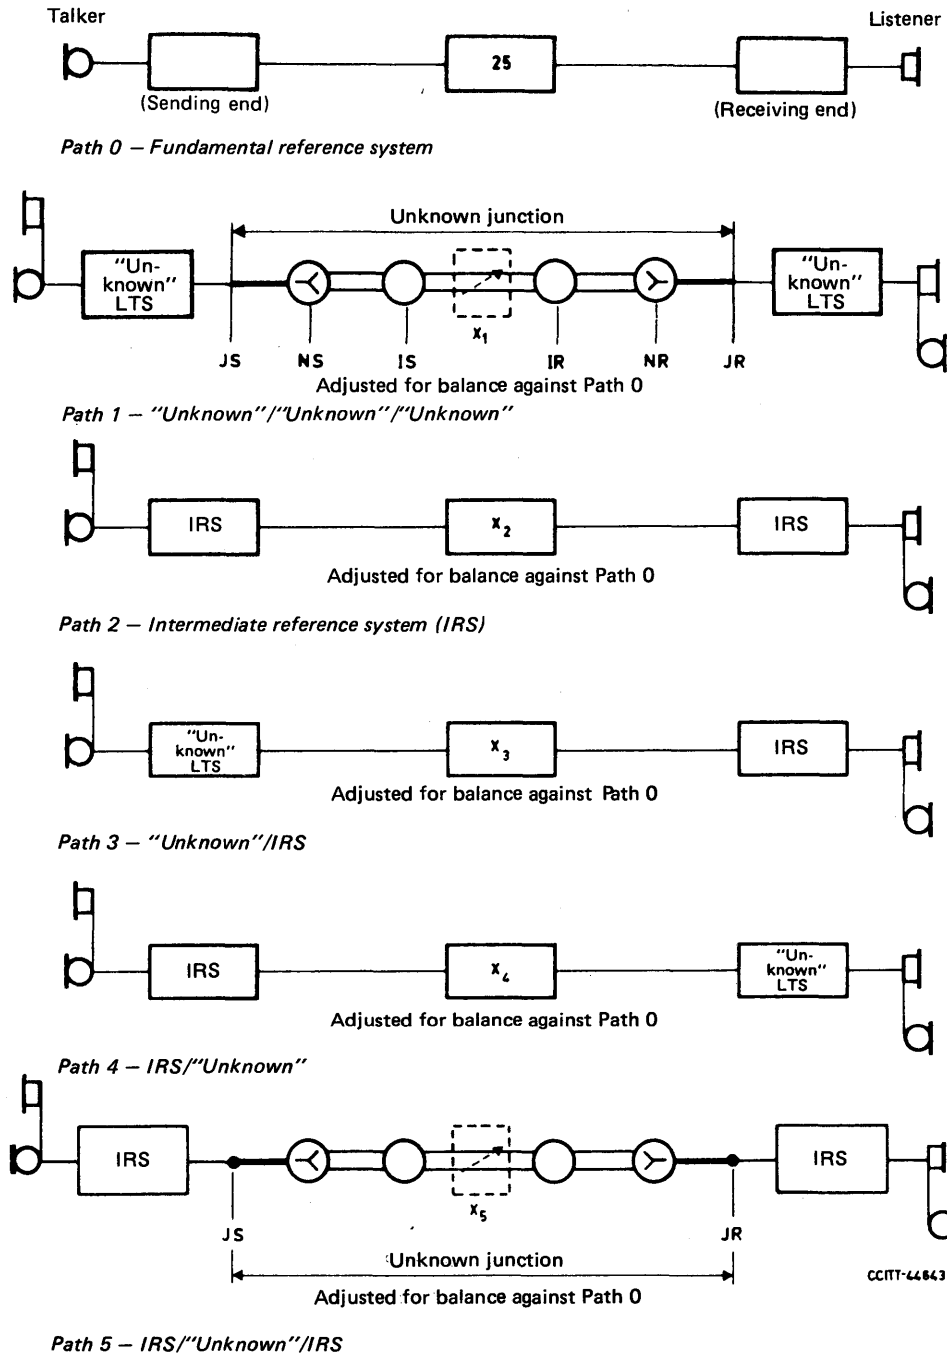 Talker
Listener
25
(Sending end)
(Receiving end)
Path 0 – Fundamental reference system
Unknown junction
"Un-
known"
LTS
"Un-
known"
LTS
x₁
JS NS IS IR NR JR
Adjusted for balance against Path 0
Path 1 – "Unknown"/"Unknown"/"Unknown"
IRS
x₂
IRS
Adjusted for balance against Path 0
Path 2 – Intermediate reference system (IRS)
"Un-
known"
LTS
x₃
IRS
Adjusted for balance against Path 0
Path 3 – "Unknown"/IRS
IRS
x₄
"Un-
known"
LTS
Adjusted for balance against Path 0
Path 4 – IRS/"Unknown"
IRS
IRS
x₅
JS
JR
Unknown junction
CCITT-44643
Adjusted for balance against Path 0
Path 5 – IRS/"Unknown"/IRS